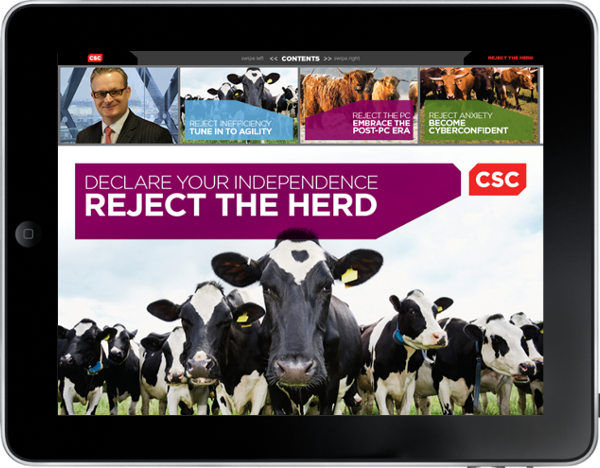 CSC
swipe left << CONTENTS >> swipe right
REJECT THE HERD
REJECT INEFFICIENCY
TUNE IN TO AGILITY
REJECT THE PC
EMBRACE THE
POST-PC ERA
REJECT ANXIETY
BECOME
CYBERCONFIDENT
DECLARE YOUR INDEPENDENCE
REJECT THE HERD
CSC